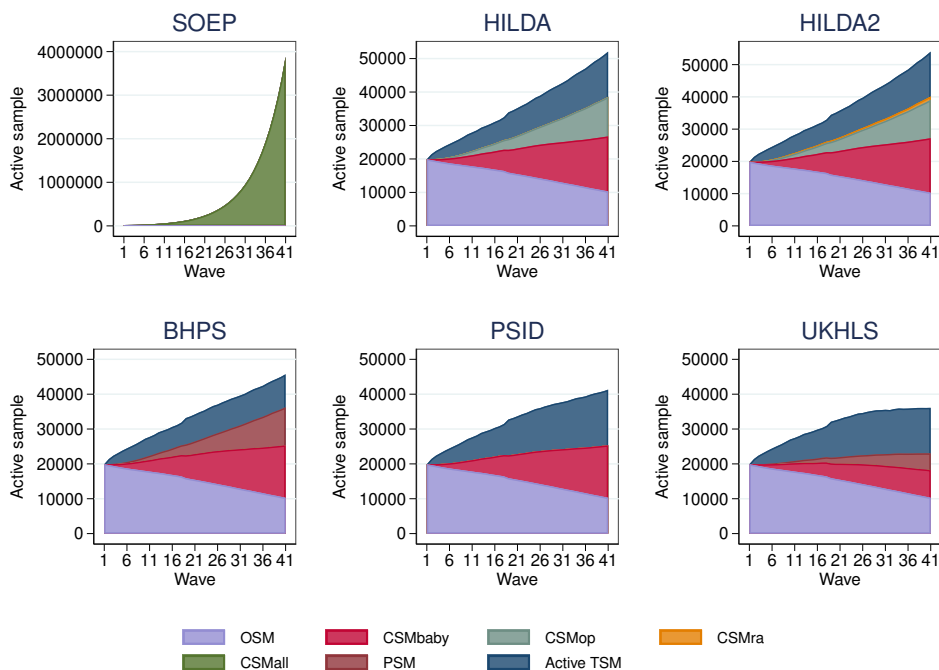 SOEP
HILDA
HILDA2
Active sample
4000000
3000000
2000000
1000000
0
1 6 11 16 21 26 31 36 41
Wave
Active sample
50000
40000
30000
20000
10000
0
1 6 11 16 21 26 31 36 41
Wave
Active sample
50000
40000
30000
20000
10000
0
1 6 11 16 21 26 31 36 41
Wave
BHPS
PSID
UKHLS
Active sample
50000
40000
30000
20000
10000
0
1 6 11 16 21 26 31 36 41
Wave
Active sample
50000
40000
30000
20000
10000
0
1 6 11 16 21 26 31 36 41
Wave
Active sample
50000
40000
30000
20000
10000
0
1 6 11 16 21 26 31 36 41
Wave
OSM CSMbaby CSMop CSMra
CSMall PSM Active TSM